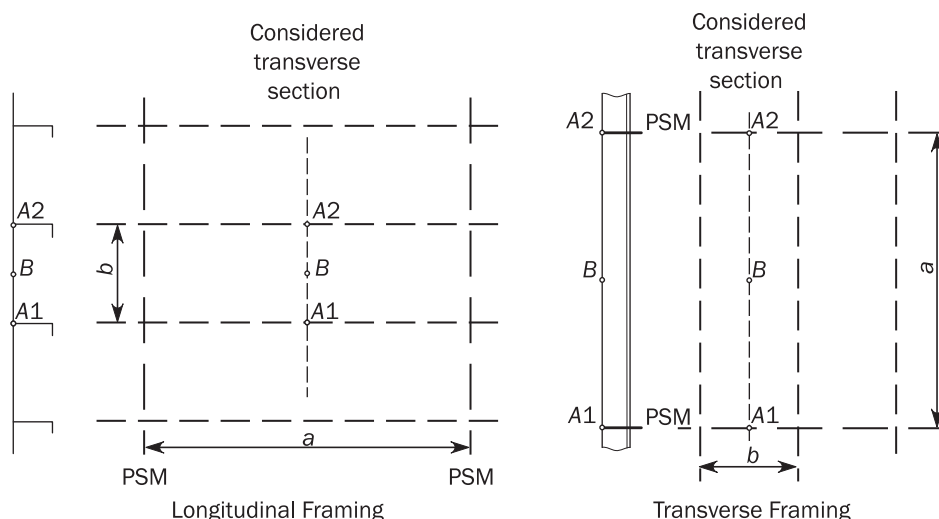 Considered
transverse
section
A2
B
A1
b
A2
B
A1
a
PSM
PSM
Longitudinal Framing
Considered
transverse
section
A2
PSM
A2
B
B
a
A1
PSM
A1
b
Transverse Framing